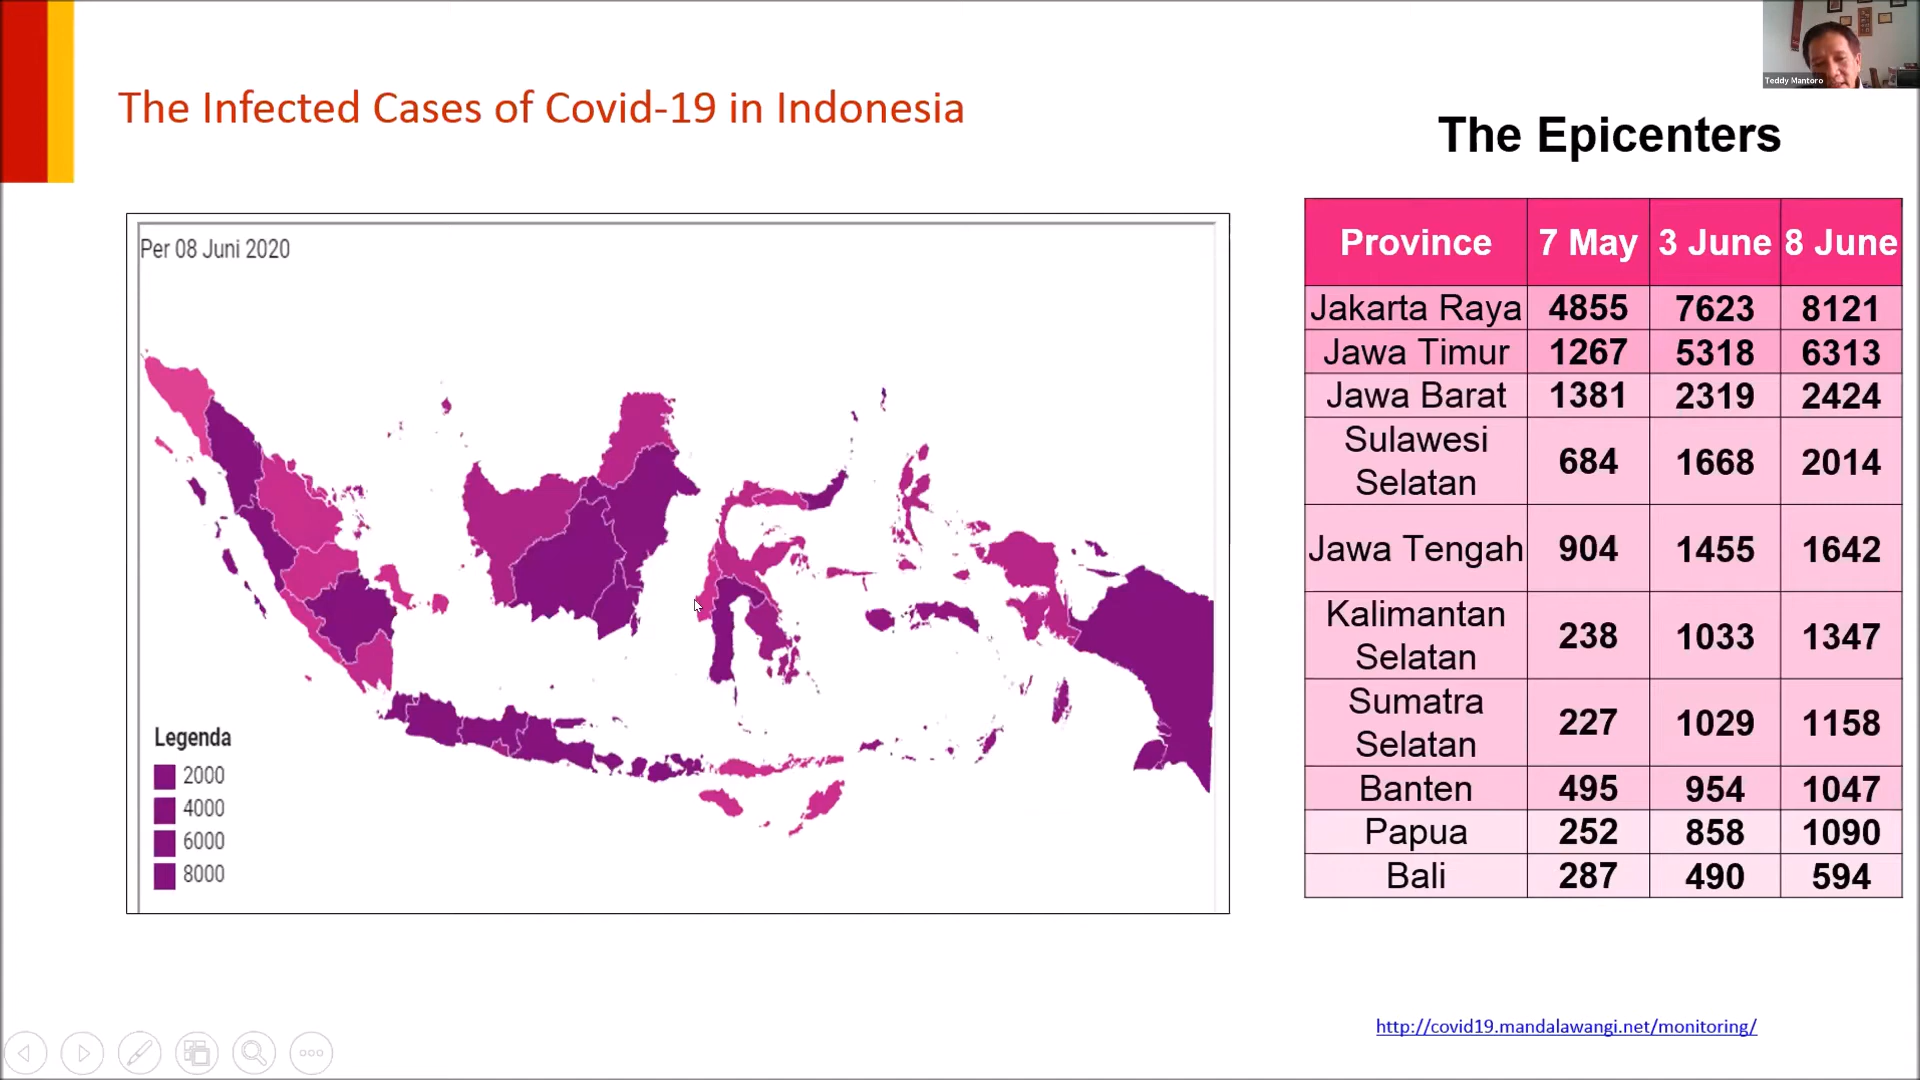 Teddy Mantoro
The Infected Cases of Covid-19 in Indonesia
The Epicenters
Per 08 Juni 2020
Legenda
2000
4000
6000
8000
Province 7 May 3 June 8 June
Jakarta Raya 4855 7623 8121
Jawa Timur 1267 5318 6313
Jawa Barat 1381 2319 2424
Sulawesi
Selatan 684 1668 2014
Jawa Tengah 904 1455 1642
Kalimantan
Selatan 238 1033 1347
Sumatra
Selatan 227 1029 1158
Banten 495 954 1047
Papua 252 858 1090
Bali 287 490 594
http://covid19.mandalawangi.net/monitoring/